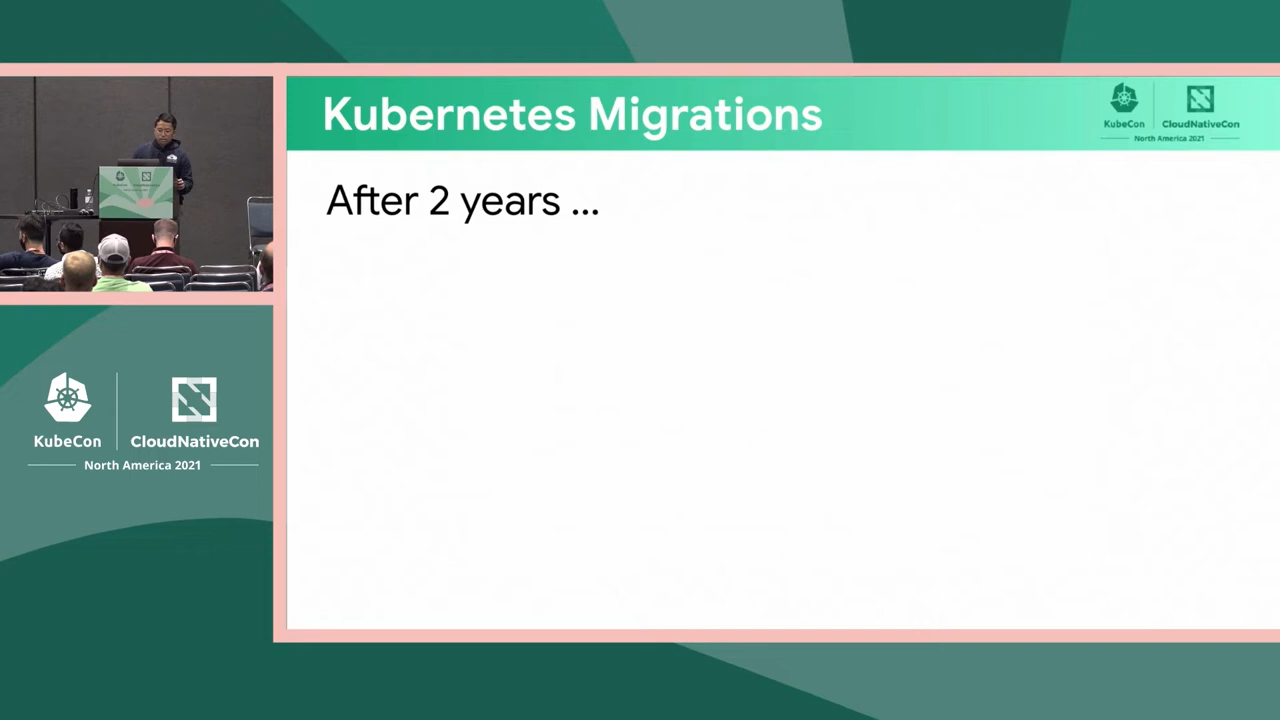 Kubernetes Migrations
KubeCon
CloudNativeCon
North America 2021
After 2 years ...
KubeCon
CloudNativeCon
North America 2021